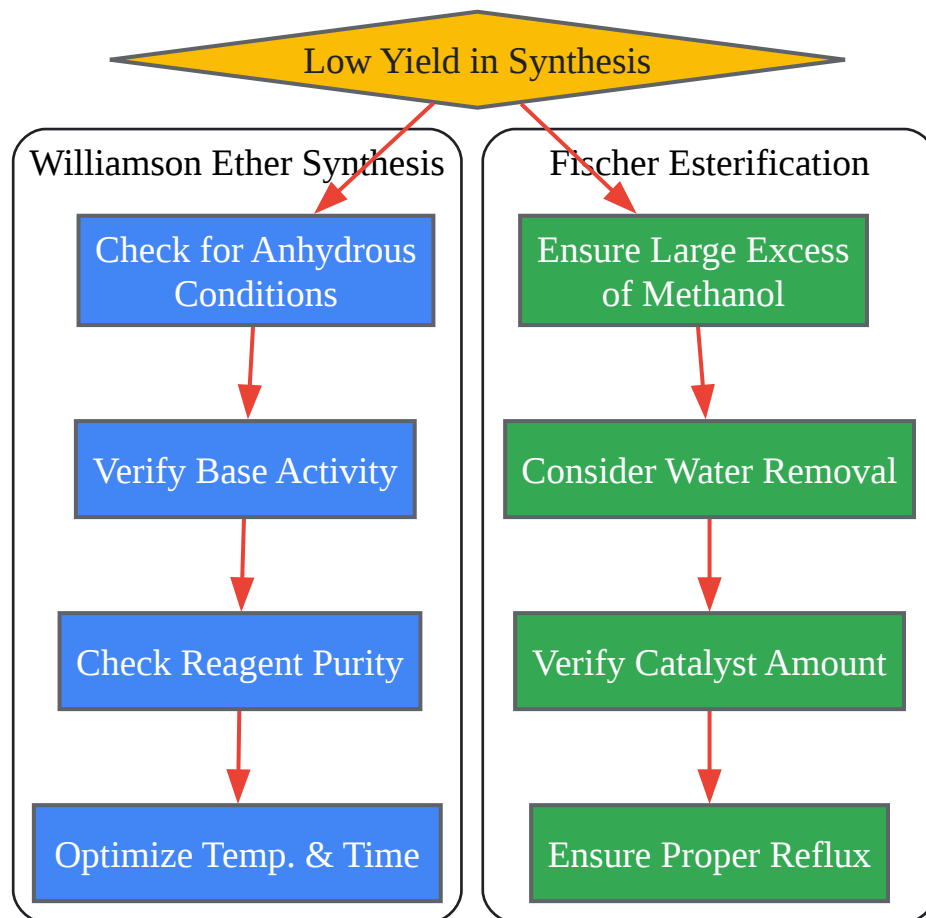 Low Yield in Synthesis
Williamson Ether Synthesis
Check for Anhydrous
Conditions
Verify Base Activity
Check Reagent Purity
Optimize Temp. & Time
Fischer Esterification
Ensure Large Excess
of Methanol
Consider Water Removal
Verify Catalyst Amount
Ensure Proper Reflux